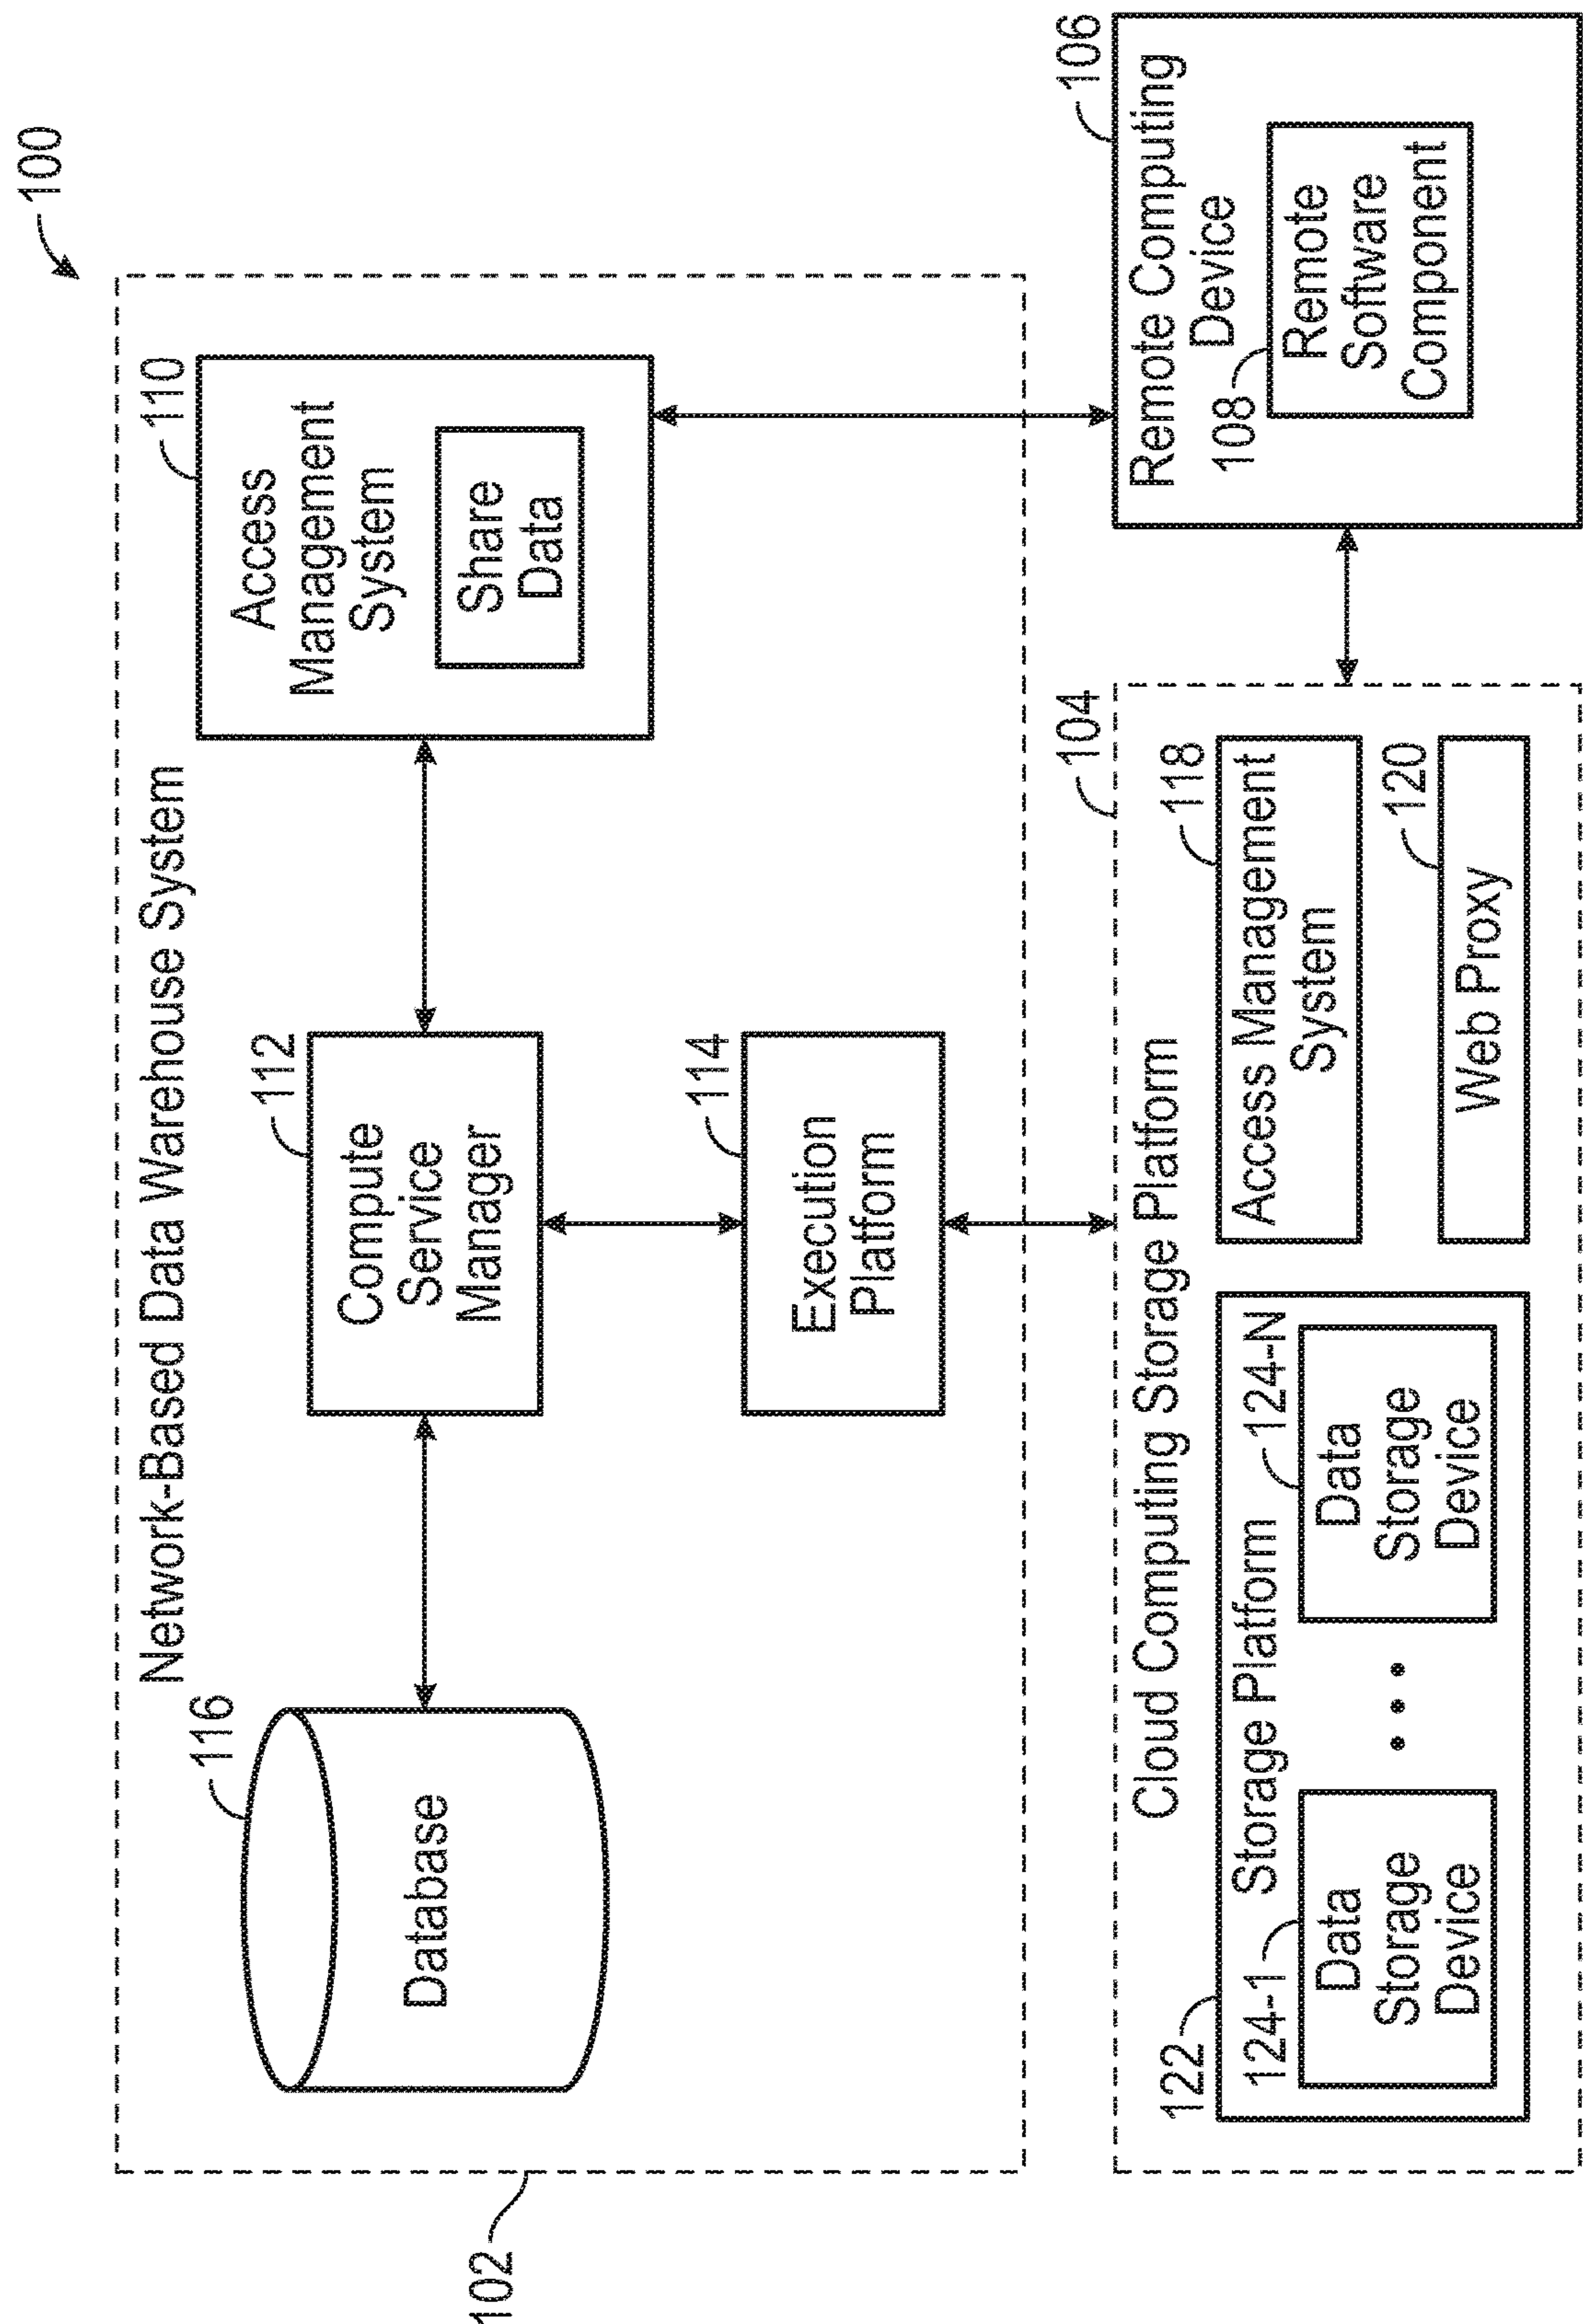 100
Network-Based Data Warehouse System
116
Database
112
Compute
Service
Manager
110
Access
Management
System
Share
Data
114
Execution
Platform
102
104
Cloud Computing Storage Platform
122
Storage Platform
124-1
Data
Storage
Device
124-N
Data
Storage
Device
118
Access Management
System
120
Web Proxy
106
Remote Computing
Device
108
Remote
Software
Component